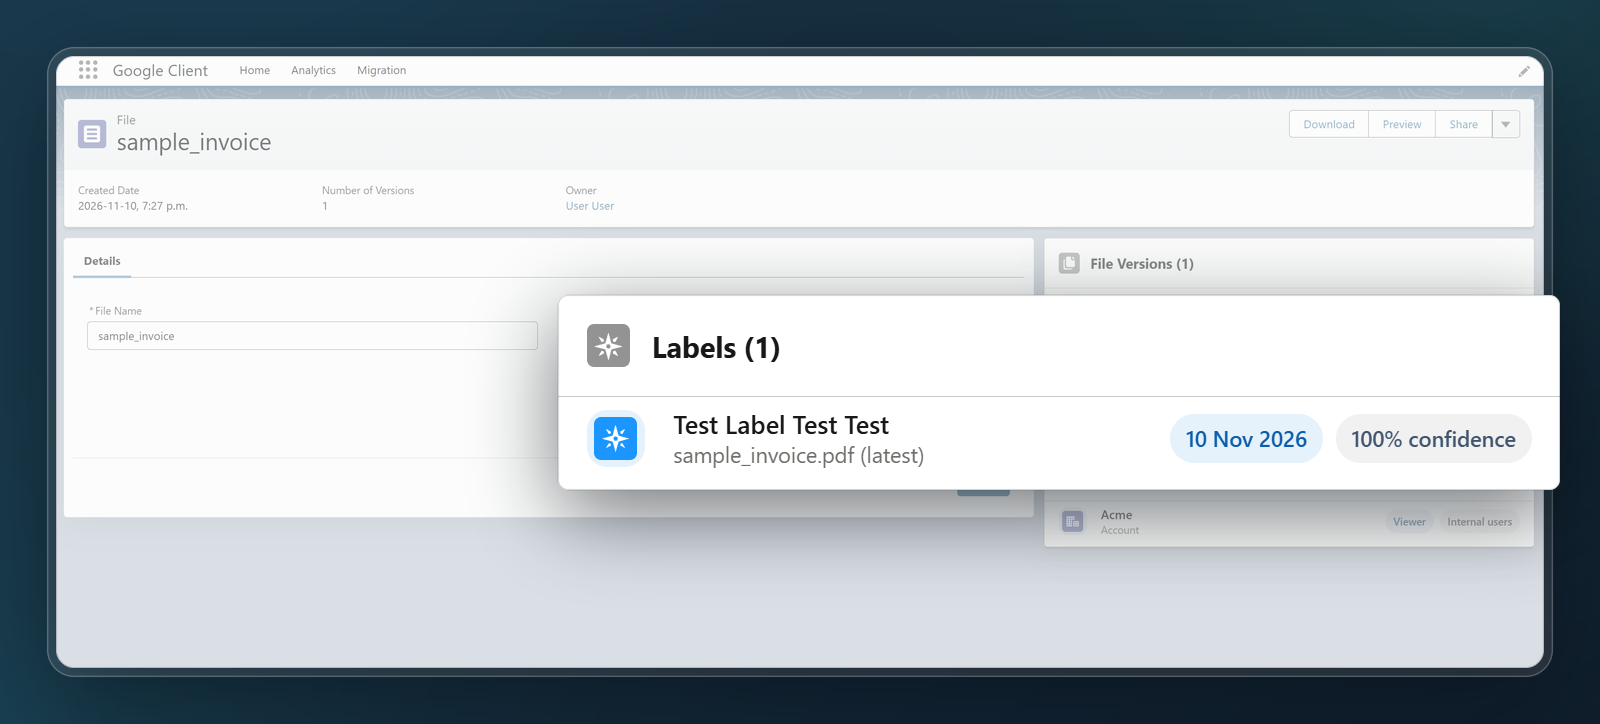 Google Client Home Analytics Migration
File
sample_invoice
Download Preview Share
Created Date Number of Versions Owner
2026-11-10, 7:27 p.m. 1 User User
Details
File Versions (1)
* File Name
sample_invoice
Labels (1)
Test Label Test Test
sample_invoice.pdf (latest)
10 Nov 2026 100% confidence
Acme
Account
Viewer Internal users